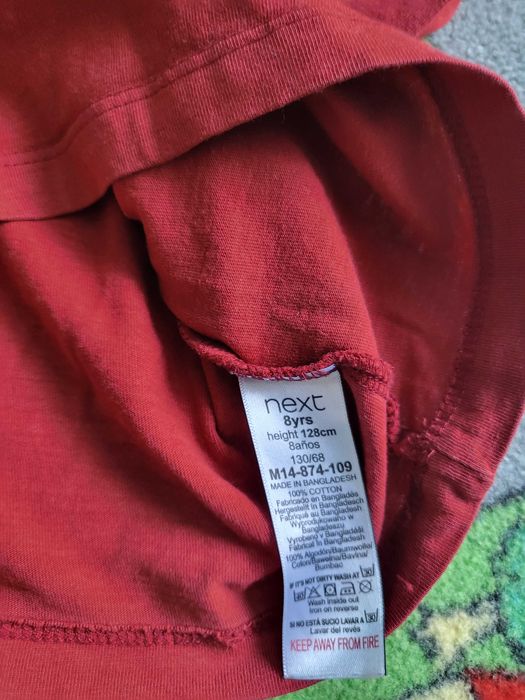 next
8yrs
height 128cm
8años
130/68
M14-874-109
MADE IN BANGLADESH
100% COTTON
Fabricado en Bangladés
Hergestellt in Bangladesch
Fabriqué au Bangladesh
Wyprodukowano w
Bangladeszu
Vyrobeno v Bangladéši
Fabricat în Bangladesh
100% Algodón/Baumwolle/
Coton/Bawełna/Bavlna/
Bumbac
IF IT'S NOT DIRTY WASH AT 30
40
Wash inside out
Iron on reverse
SI NO ESTÁ SUCIO LAVAR A 30
Lavar del revés
KEEP AWAY FROM FIRE